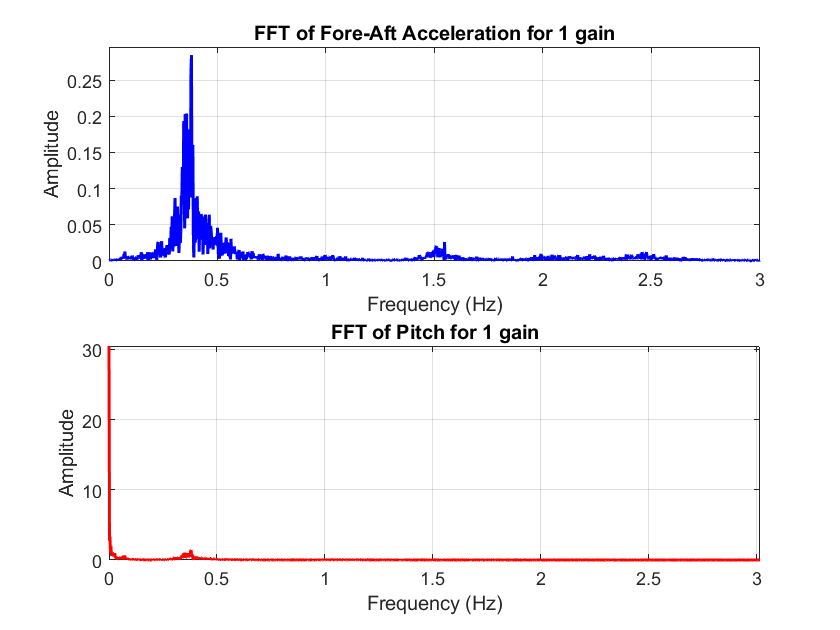 FFT of Fore-Aft Acceleration for 1 gain
Amplitude
0.25
0.2
0.15
0.1
0.05
0
0 0.5 1 1.5 2 2.5 3
Frequency (Hz)
FFT of Pitch for 1 gain
Amplitude
30
20
10
0
0 0.5 1 1.5 2 2.5 3
Frequency (Hz)